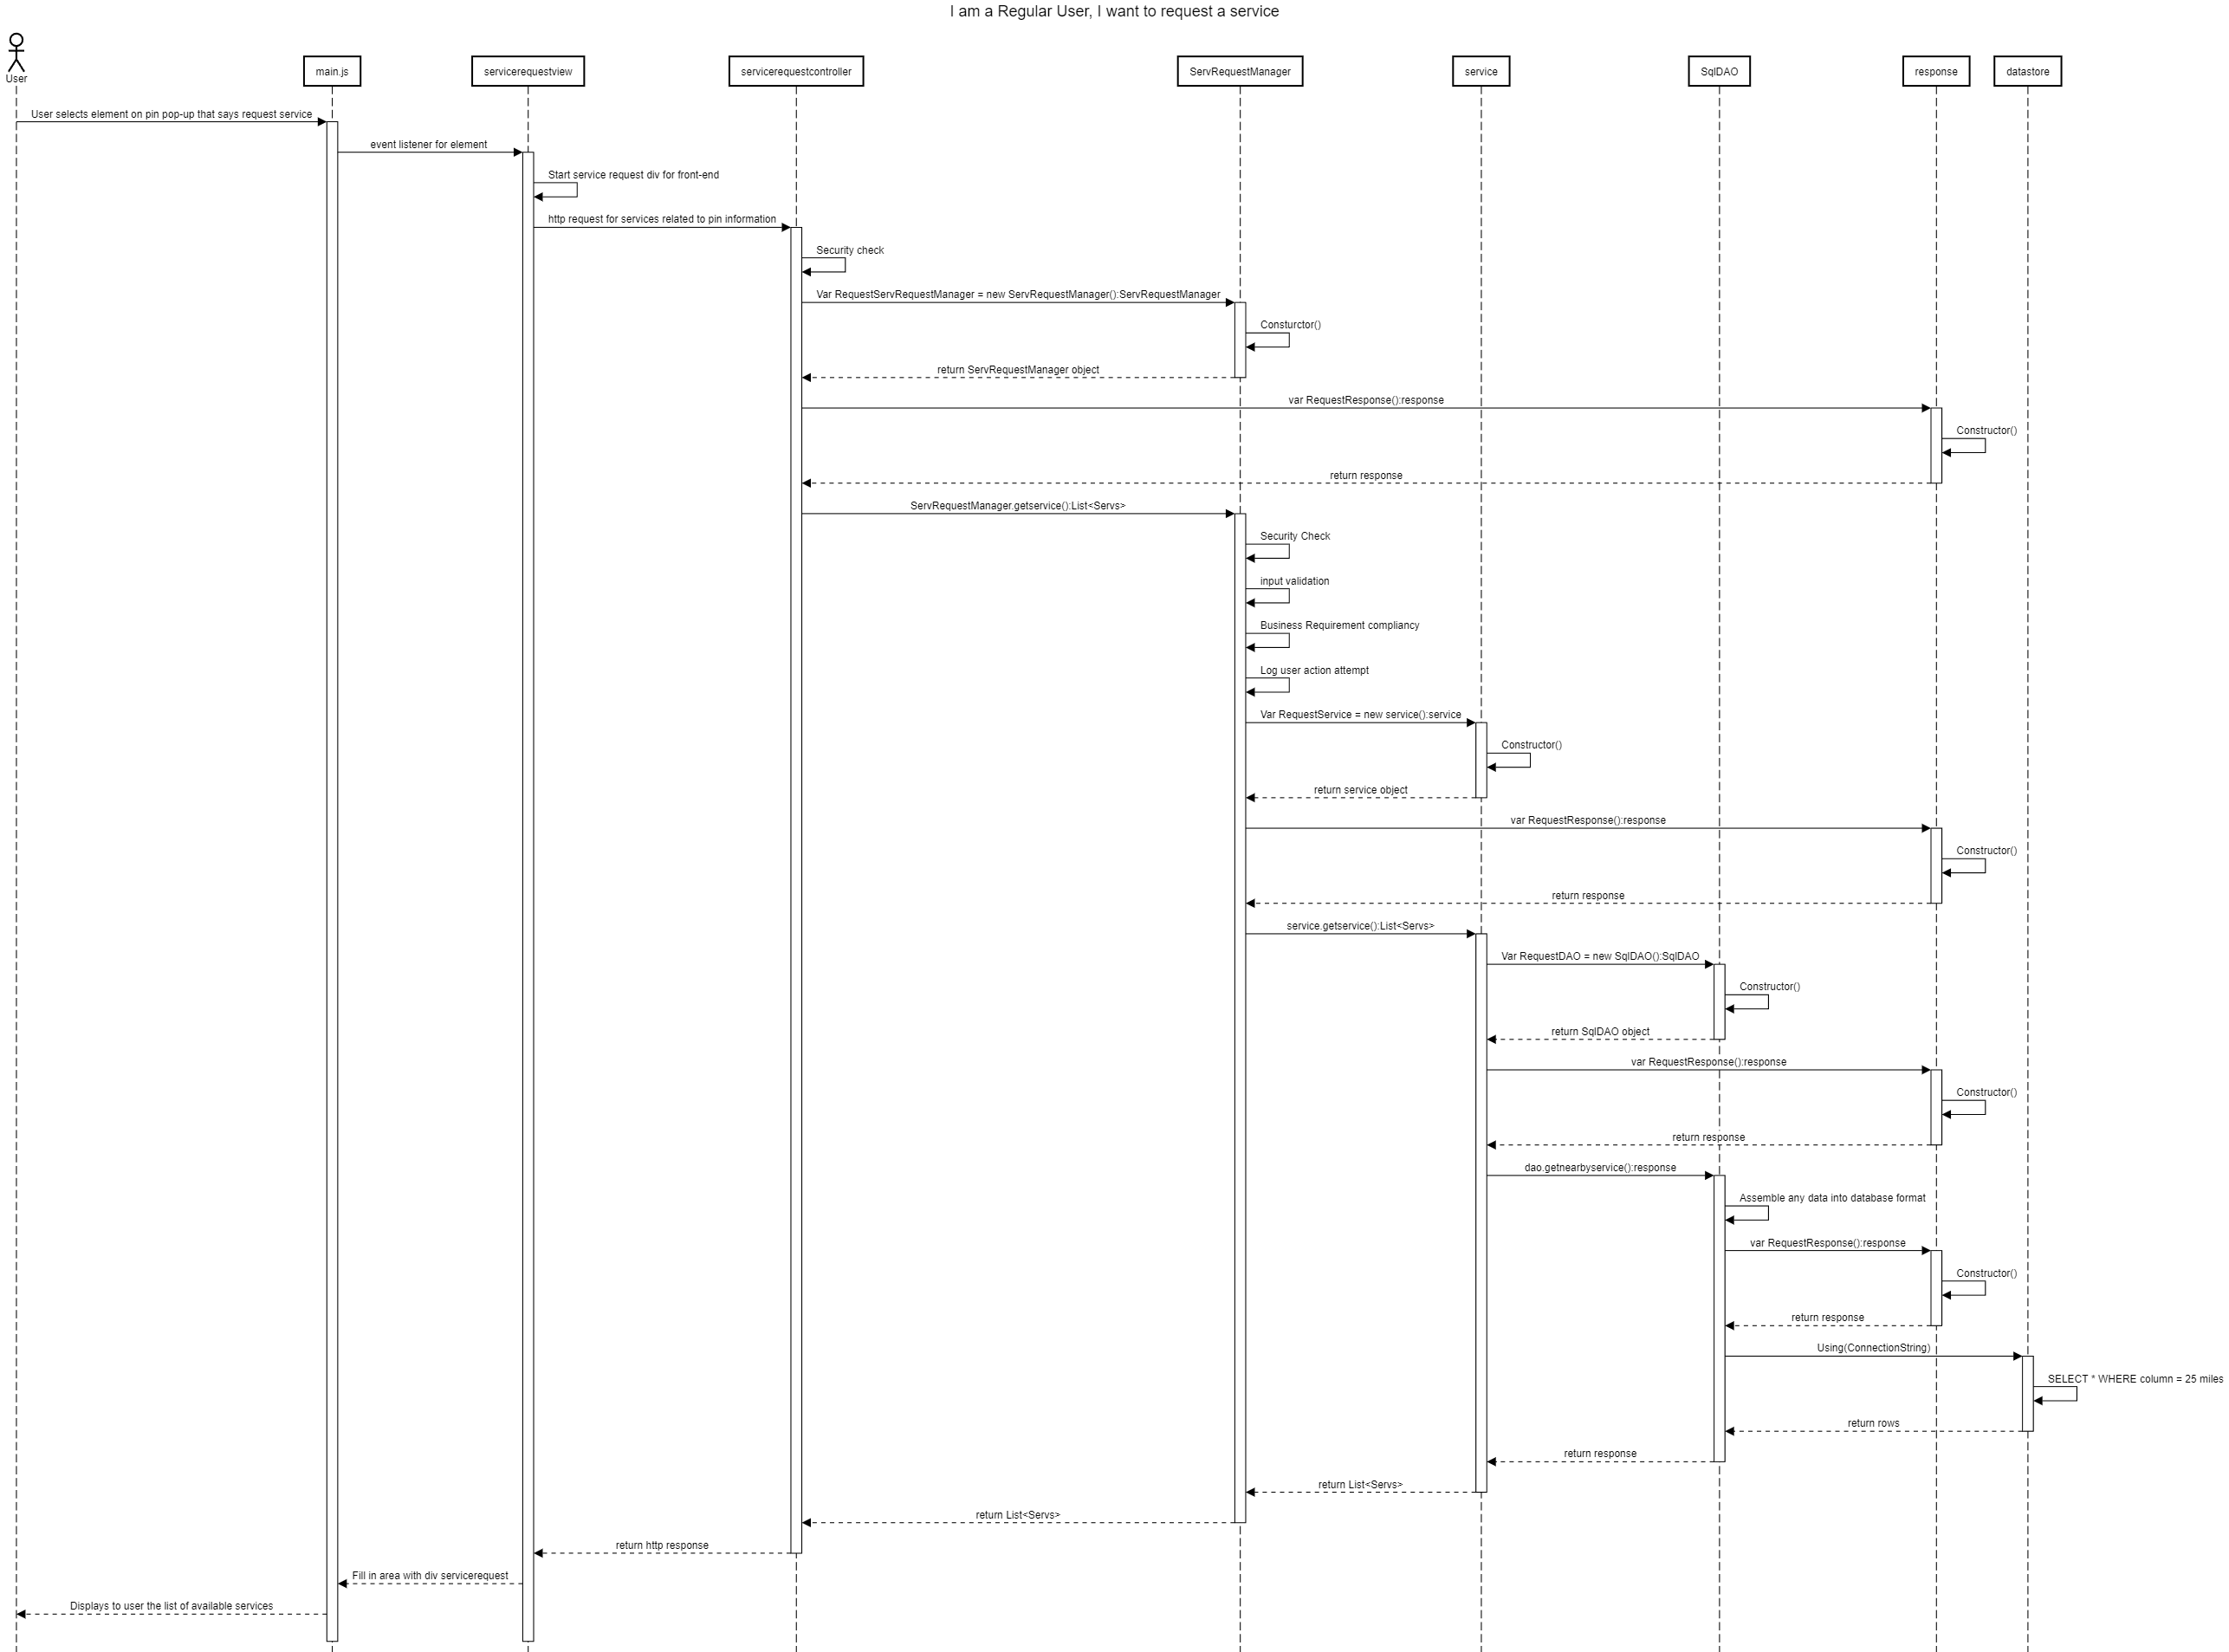 I am a Regular User, I want to request a service
User
main.js
servicerequestview
servicerequestcontroller
ServRequestManager
service
SqlDAO
response
datastore
User selects element on pin pop-up that says request service
event listener for element
Start service request div for front-end
http request for services related to pin information
Security check
Var RequestServRequestManager = new ServRequestManager():ServRequestManager
Consturctor()
return ServRequestManager object
var RequestResponse():response
Constructor()
return response
ServRequestManager.getservice():List<Servs>
Security Check
input validation
Business Requirement compliancy
Log user action attempt
Var RequestService = new service():service
Constructor()
return service object
var RequestResponse():response
Constructor()
return response
service.getservice():List<Servs>
Var RequestDAO = new SqlDAO():SqlDAO
Constructor()
return SqlDAO object
var RequestResponse():response
Constructor()
return response
dao.getnearbyservice():response
Assemble any data into database format
var RequestResponse():response
Constructor()
return response
Using(ConnectionString)
SELECT * WHERE column = 25 miles
return rows
return response
return List<Servs>
return List<Servs>
return http response
Fill in area with div servicerequest
Displays to user the list of available services